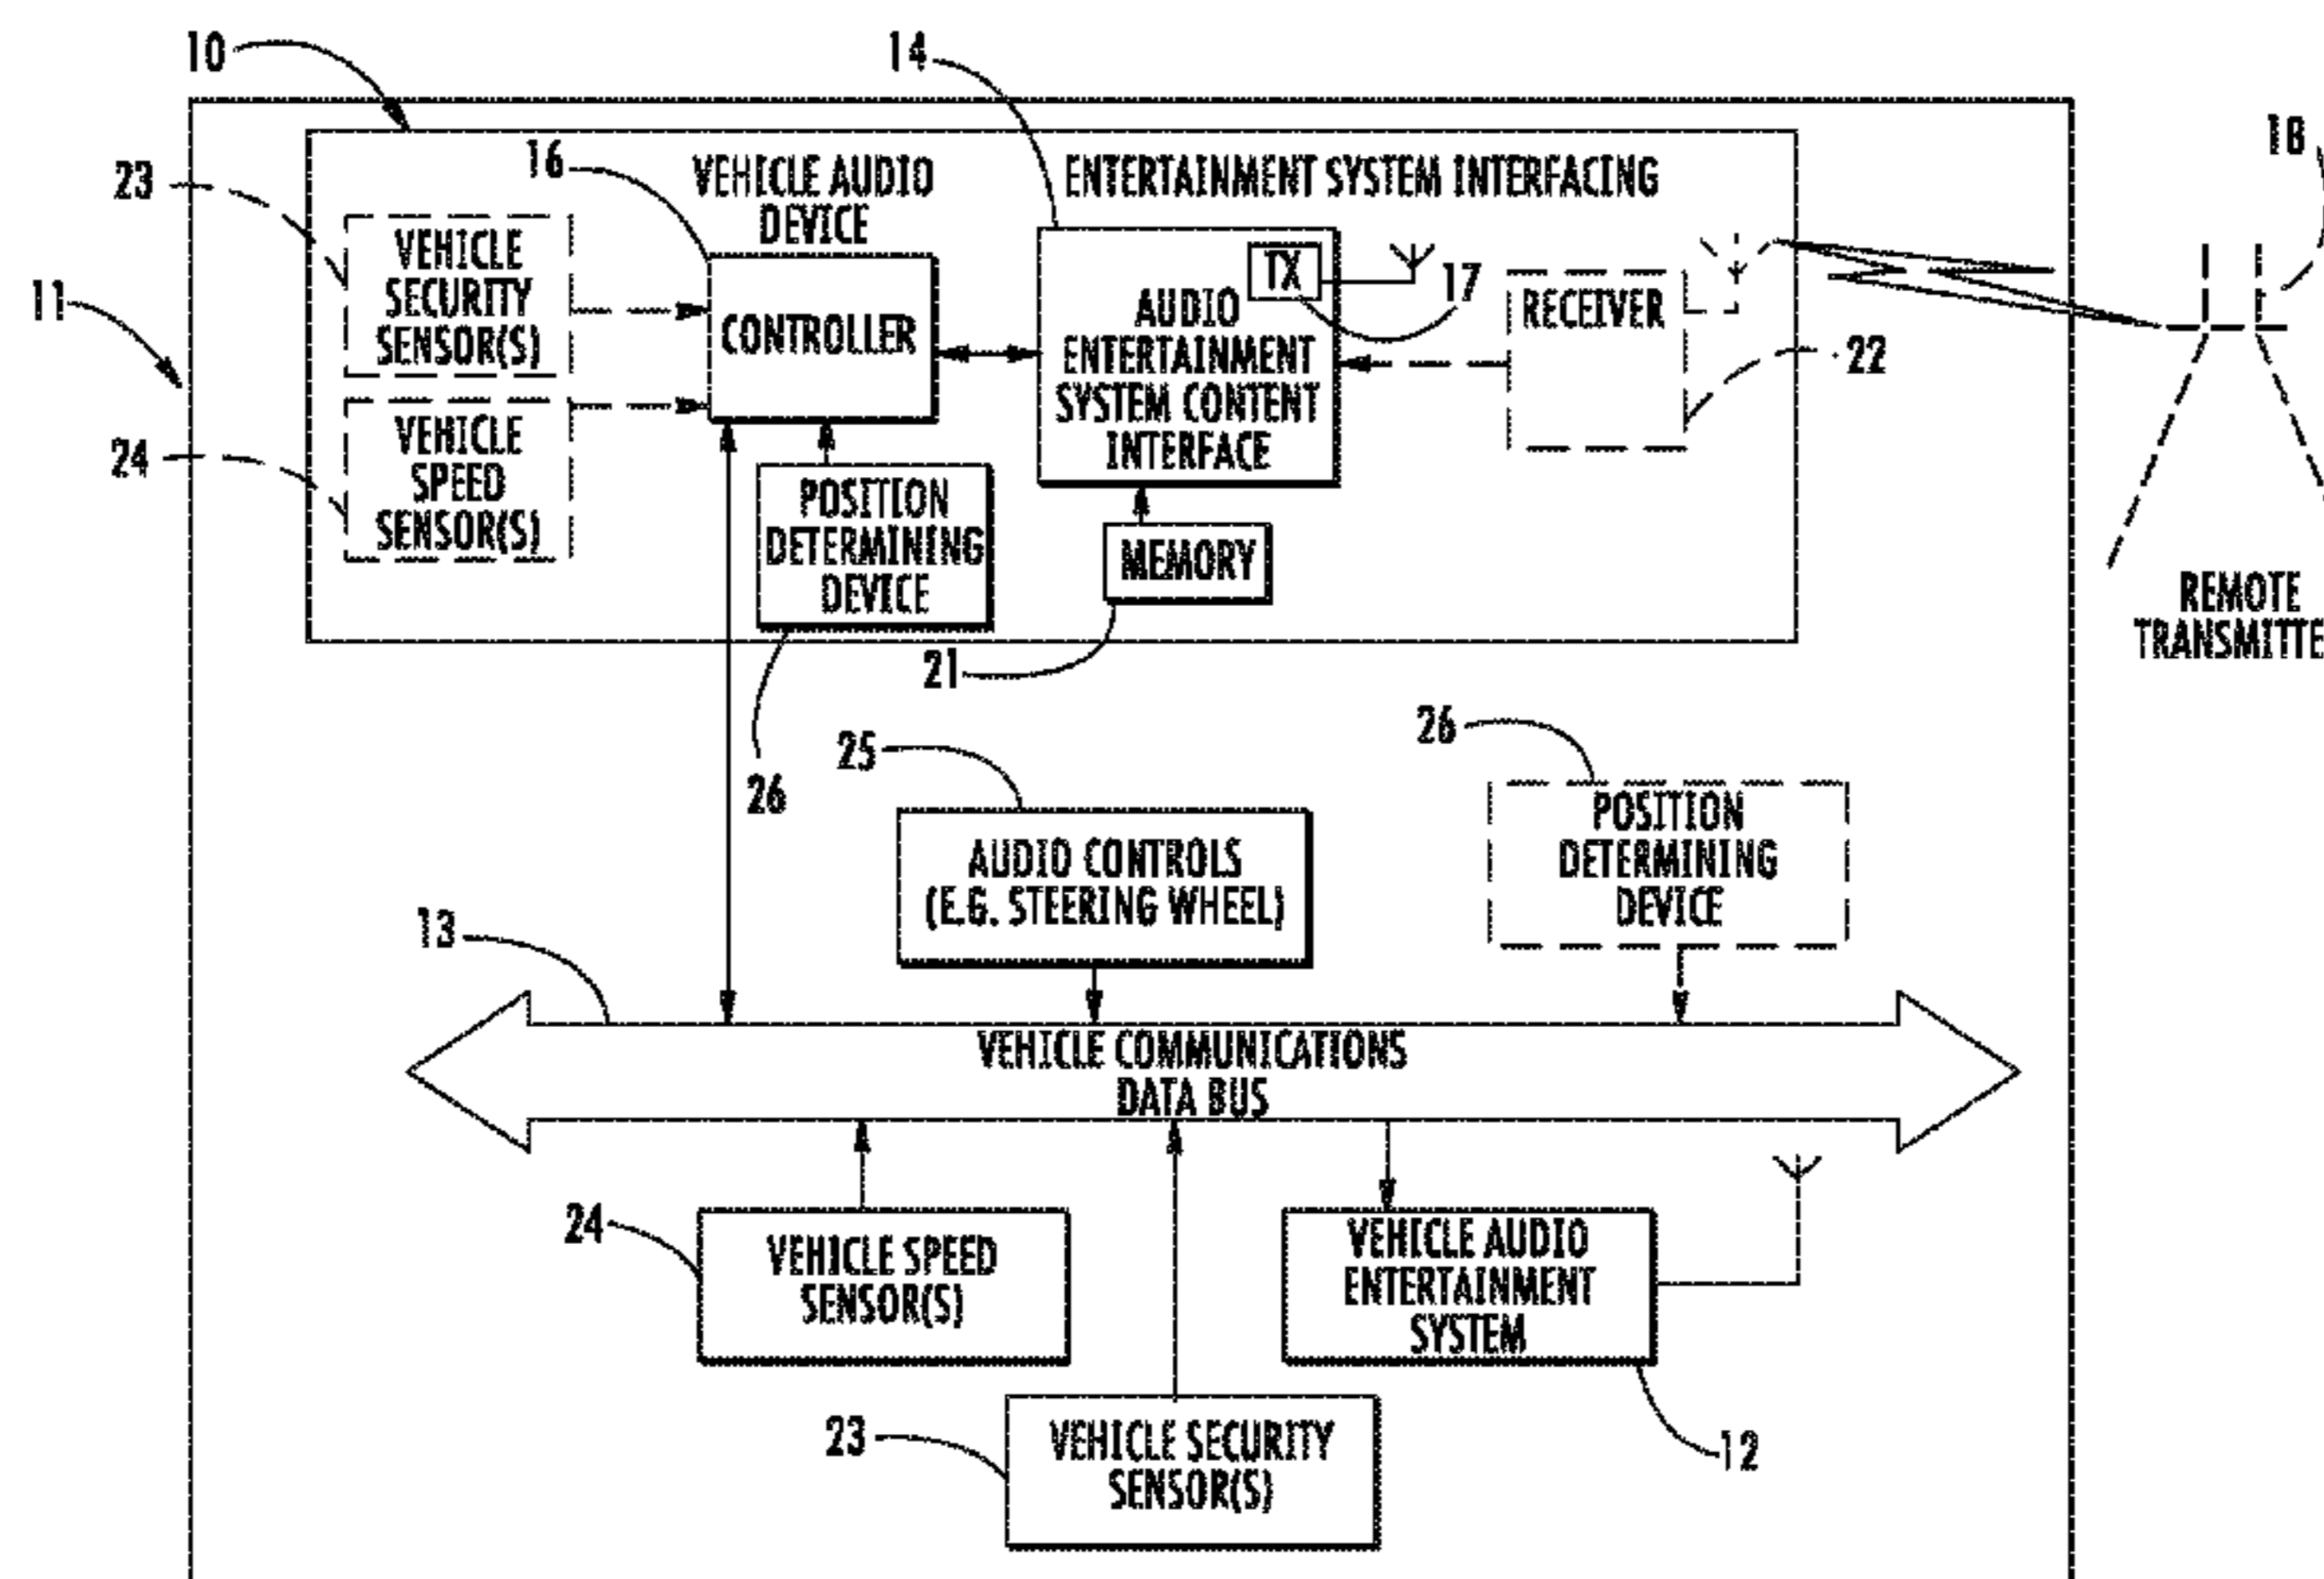 10
14
18
16
VEHICLE AUDIO ENTERTAINMENT SYSTEM INTERFACING
DEVICE
23
VEHICLE
SECURITY
SENSOR(S)
11
CONTROLLER
TX
17
AUDIO
ENTERTAINMENT
SYSTEM CONTENT
INTERFACE
RECEIVER
22
24
VEHICLE
SPEED
SENSOR(S)
POSITION
DETERMINING
DEVICE
MEMORY
REMOTE
TRANSMITTE
21
26
25
26
AUDIO CONTROLS
(E.G. STEERING WHEEL)
POSITION
DETERMINING
DEVICE
13
VEHICLE COMMUNICATIONS
DATA BUS
24
VEHICLE SPEED
SENSOR(S)
VEHICLE AUDIO
ENTERTAINMENT
SYSTEM
23
VEHICLE SECURITY
SENSOR(S)
12